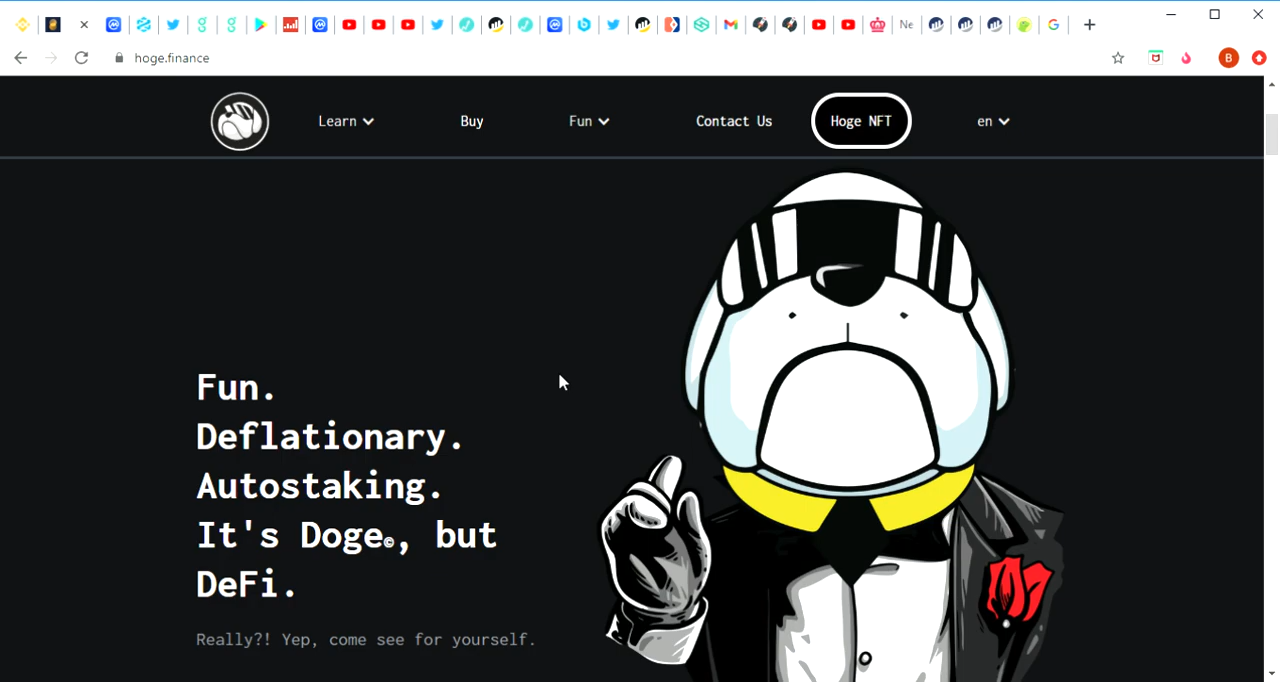 Ne
hoge.finance
B
Learn
Buy
Fun
Contact Us
Hoge NFT
en
Fun.
Deflationary.
Autostaking.
It's Doge©, but
DeFi.
Really?! Yep, come see for yourself.